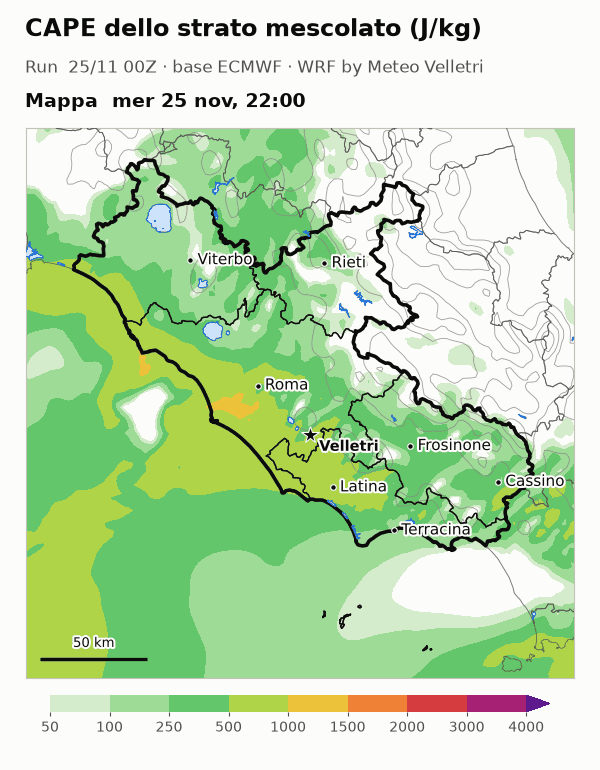 CAPE dello strato mescolato (J/kg)
Run  25/11 00Z · base ECMWF · WRF by Meteo Velletri
Mappa  mer 25 nov, 22:00
Viterbo
Rieti
Roma
Velletri
Frosinone
Latina
Cassino
Terracina
50 km
50 100 250 500 1000 1500 2000 3000 4000